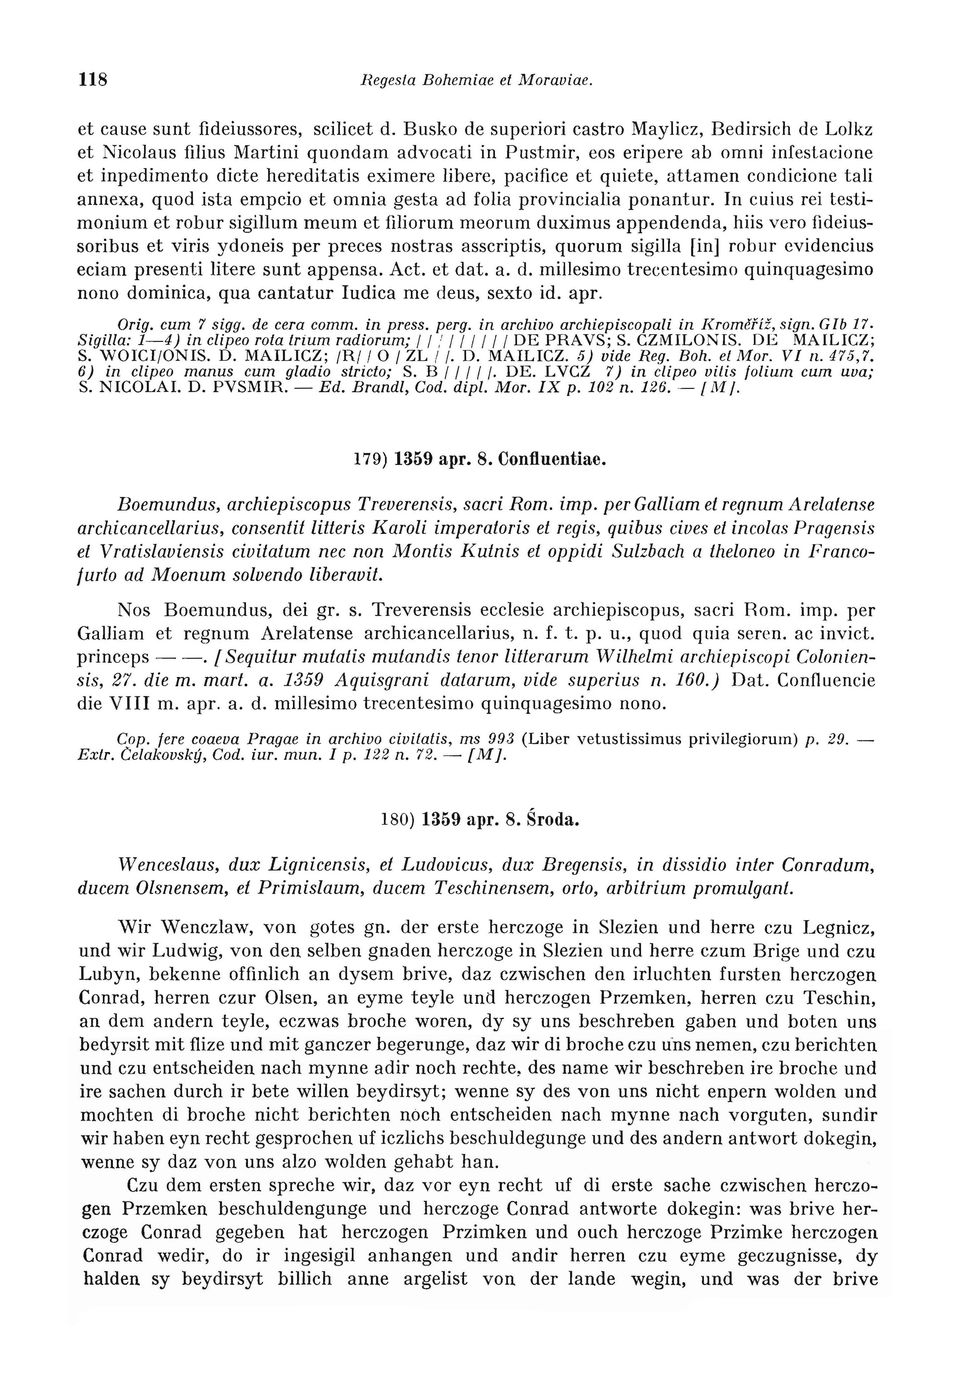 118 Regesta Bohemiae et Moraviae.
et cause sunt fideiussores, scilicet d. Busko de superiori castro Maylicz, Bedirsich de Lolkz
et Nicolaus filius Martini quondam advocati in Pustmir, eos eripere ab omni infestacione
et inpedimento dicte hereditatis eximere libere, pacifice et quiete, attamen condicione tali
annexa, quod ista empcio et omnia gesta ad folia provincialia ponantur. In cuius rei testi-
monium et robur sigillum meum et filiorum meorum duximus appendenda, hiis vero fideius-
soribus et viris ydoneis per preces nostras asscriptis, quorum sigilla [in] robur evidencius
eciam presenti litere sunt appensa. Act. et dat. a. d. millesimo trecentesimo quinquagesimo
nono dominica, qua cantatur Iudica me deus, sexto id. apr.
Orig. cum 7 sigg. de cera comm. in press. perg. in archivo archiepiscopali in Kroměříž, sign. GIb 17.
Sigilla: 1—4) in clipeo rota trium radiorum; / / / / / / / / / DE PRAVS; S. CZMILONIS. DE MAILICZ;
S. WOICI/ONIS. D. MAILICZ; /R/ / O / ZL / /. D. MAILICZ. 5) vide Reg. Boh. et Mor. VI n. 475,7.
6) in clipeo manus cum gladio stricto; S. B / / / / /. DE. LVCZ 7) in clipeo vitis folium cum uva;
S. NICOLAI. D. PVSMIR. — Ed. Brandl, Cod. dipl. Mor. IX p. 102 n. 126. — [M].
179) 1359 apr. 8. Confluentiae.
Boemundus, archiepiscopus Treverensis, sacri Rom. imp. per Galliam et regnum Arelatense
archicancellarius, consentit litteris Karoli imperatoris et regis, quibus cives et incolas Pragensis
et Vratislaviensis civitatum nec non Montis Kutnis et oppidi Sulzbach a theloneo in Franco-
furto ad Moenum solvendo liberavit.
Nos Boemundus, dei gr. s. Treverensis ecclesie archiepiscopus, sacri Rom. imp. per
Galliam et regnum Arelatense archicancellarius, n. f. t. p. u., quod quia seren. ac invict.
princeps — —. [Sequitur mutatis mutandis tenor litterarum Wilhelmi archiepiscopi Colonien-
sis, 27. die m. mart. a. 1359 Aquisgrani datarum, vide superius n. 160.) Dat. Confluencie
die VIII m. apr. a. d. millesimo trecentesimo quinquagesimo nono.
Cop. fere coaeva Pragae in archivo civitatis, ms 993 (Liber vetustissimus privilegiorum) p. 29. —
Extr. Čelakovský, Cod. iur. mun. I p. 122 n. 72. — [M].
180) 1359 apr. 8. Środa.
Wenceslaus, dux Lignicensis, et Ludovicus, dux Bregensis, in dissidio inter Conradum,
ducem Olsnensem, et Primislaum, ducem Teschinensem, orto, arbitrium promulgant.
Wir Wenczlaw, von gotes gn. der erste herczoge in Slezien und herre czu Legnicz,
und wir Ludwig, von den selben gnaden herczoge in Slezien und herre czum Brige und czu
Lubyn, bekenne offinlich an dysem brive, daz czwischen den irluchten fursten herczogen
Conrad, herren czur Olsen, an eyme teyle und herczogen Przemken, herren czu Teschin,
an dem andern teyle, eczwas broche woren, dy sy uns beschreben gaben und boten uns
bedyrsit mit flize und mit ganczer begerunge, daz wir di broche czu uns nemen, czu berichten
und czu entscheiden nach mynne adir noch rechte, des name wir beschreben ire broche und
ire sachen durch ir bete willen beydirsyt; wenne sy des von uns nicht enpern wolden und
mochten di broche nicht berichten noch entscheiden nach mynne nach vorguten, sundir
wir haben eyn recht gesprochen uf iczlichs beschuldegunge und des andern antwort dokegin,
wenne sy daz von uns alzo wolden gehabt han.
Czu dem ersten spreche wir, daz vor eyn recht uf di erste sache czwischen herczo-
gen Przemken beschuldengunge und herczoge Conrad antworte dokegin: was brive her-
czoge Conrad gegeben hat herczogen Przimken und ouch herczoge Przimke herczogen
Conrad wedir, do ir ingesigil anhangen und andir herren czu eyme geczugnisse, dy
halden sy beydirsyt billich anne argelist von der lande wegin, und was der brive